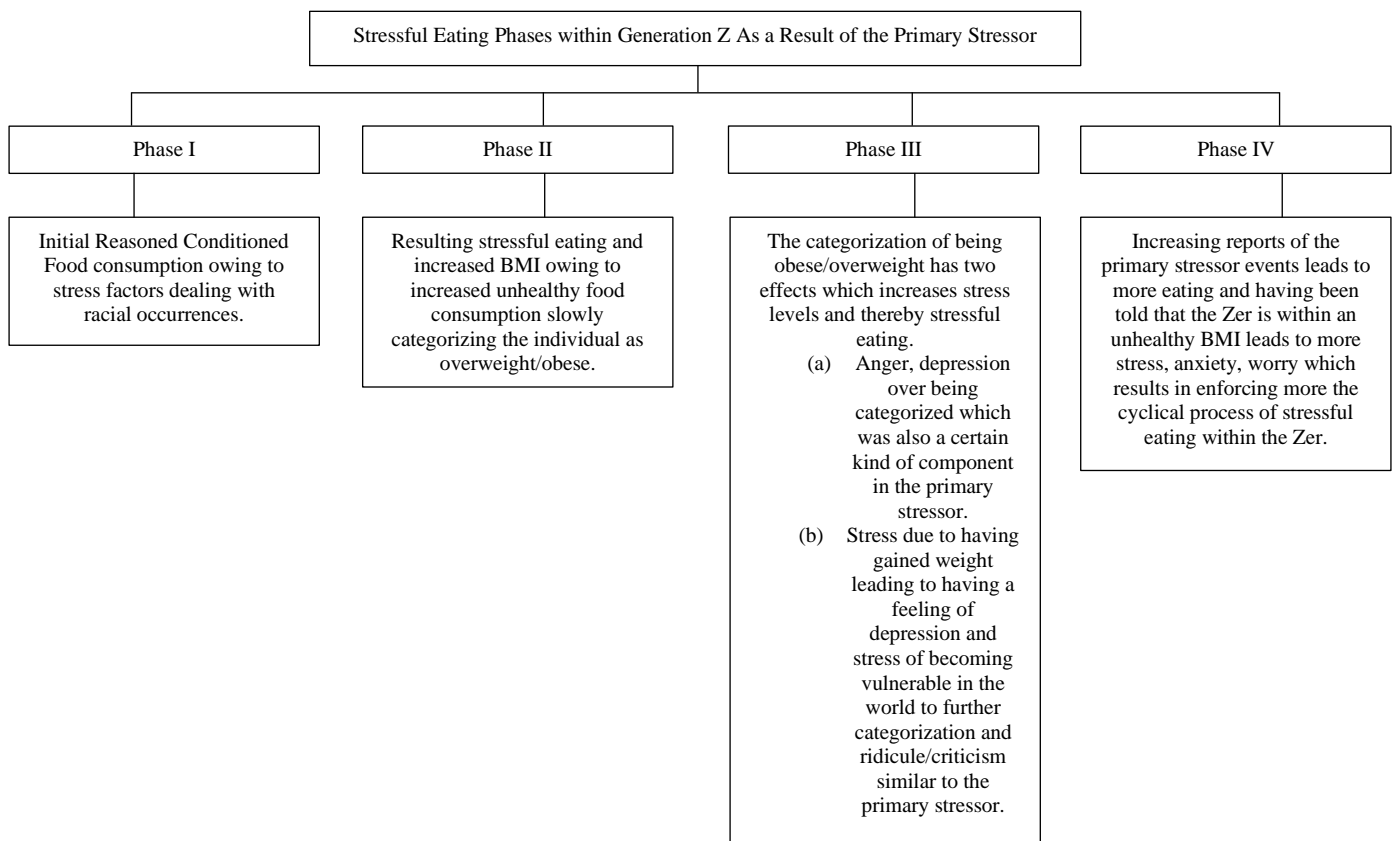 Stressful Eating Phases within Generation Z As a Result of the Primary Stressor
Phase I
Initial Reasoned Conditioned
Food consumption owing to
stress factors dealing with
racial occurrences.
Phase II
Resulting stressful eating and
increased BMI owing to
increased unhealthy food
consumption slowly
categorizing the individual as
overweight/obese.
Phase III
The categorization of being
obese/overweight has two
effects which increases stress
levels and thereby stressful
eating.
(a) Anger, depression
over being
categorized which
was also a certain
kind of component
in the primary
stressor.
(b) Stress due to having
gained weight
leading to having a
feeling of
depression and
stress of becoming
vulnerable in the
world to further
categorization and
ridicule/criticism
similar to the
primary stressor.
Phase IV
Increasing reports of the
primary stressor events leads to
more eating and having been
told that the Zer is within an
unhealthy BMI leads to more
stress, anxiety, worry which
results in enforcing more the
cyclical process of stressful
eating within the Zer.